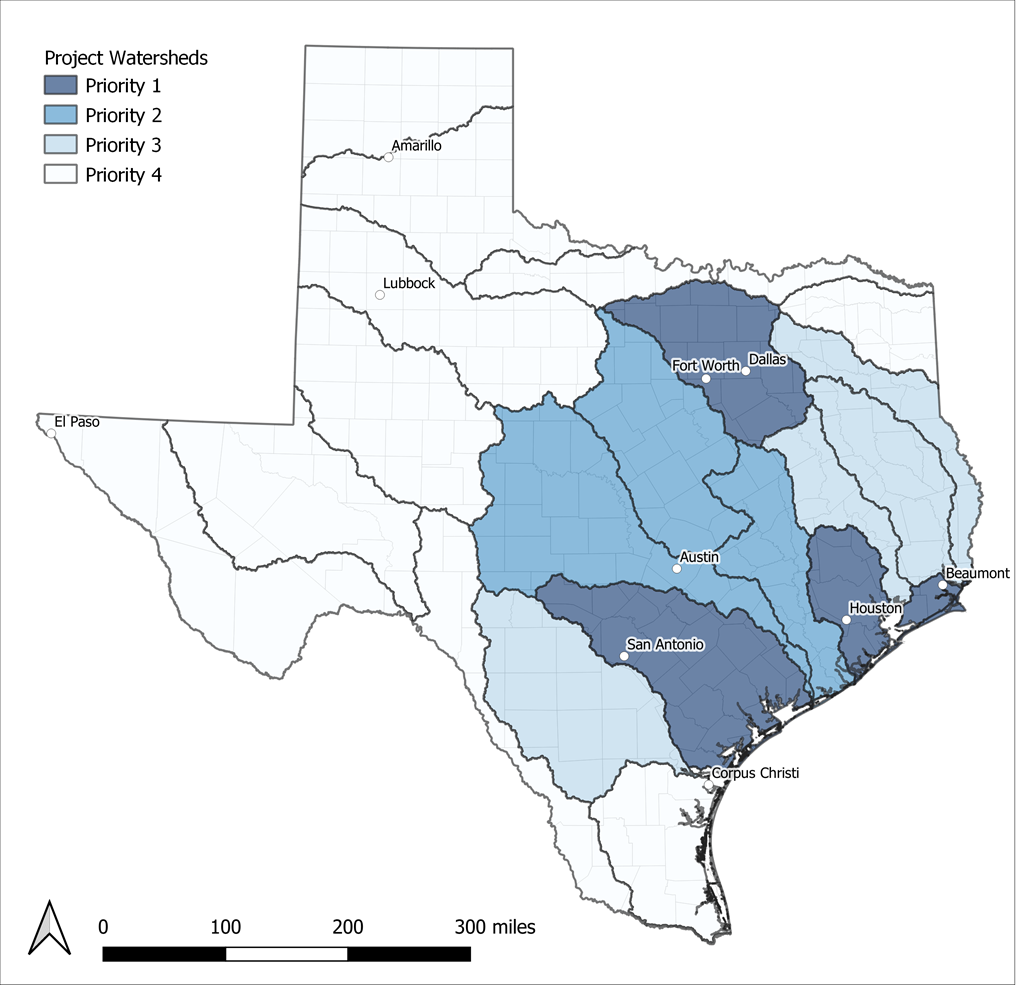 Project Watersheds
Priority 1
Priority 2
Priority 3
Priority 4
Amarillo
Lubbock
Fort Worth
Dallas
El Paso
Austin
Beaumont
Houston
San Antonio
Corpus Christi
0 100 200 300 miles